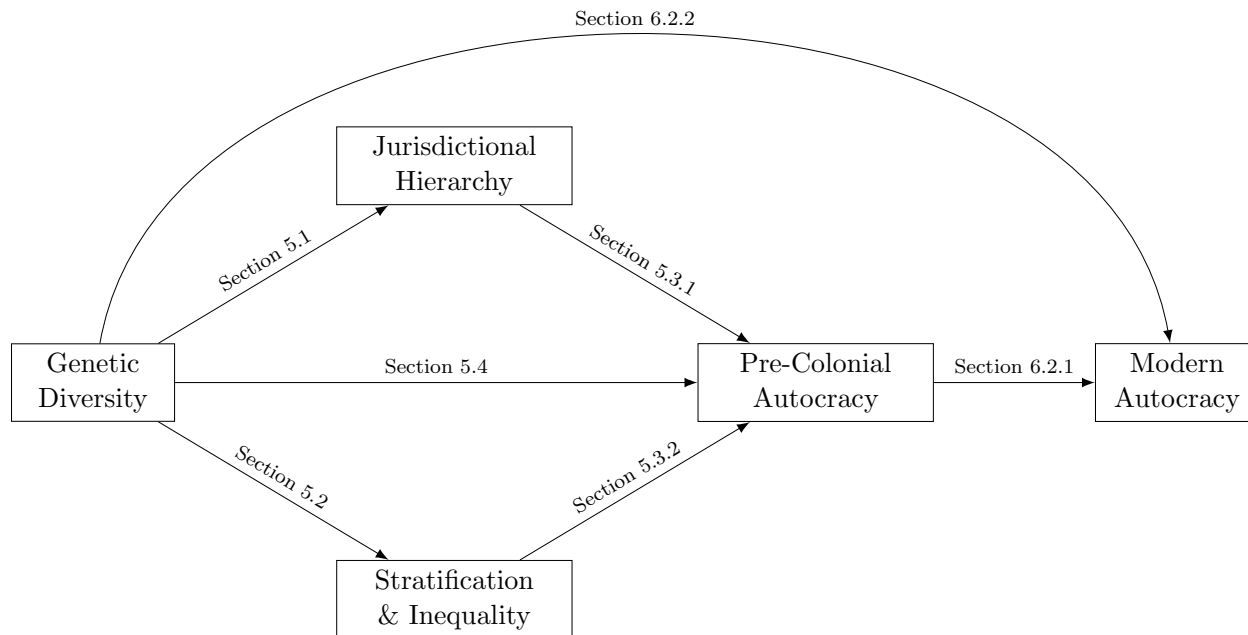 Section 6.2.2
Jurisdictional
Hierarchy
Section 5.1
Section 5.3.1
Genetic
Diversity
Section 5.4
Pre-Colonial
Autocracy
Section 6.2.1
Modern
Autocracy
Section 5.2
Section 5.3.2
Stratification
& Inequality